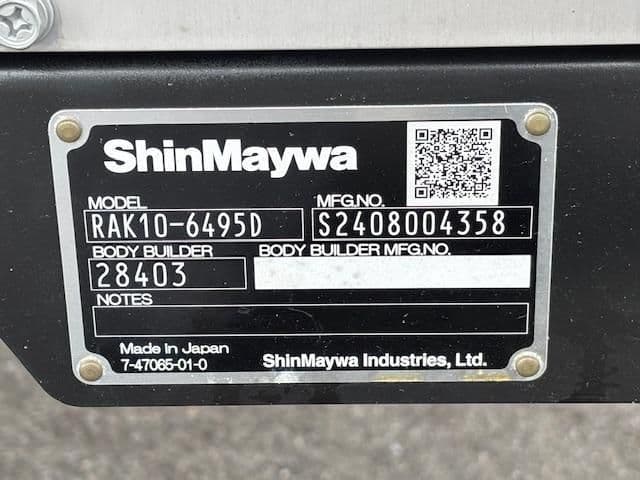 ShinMaywa
MODEL MFG.NO.
RAK10-6495D S2408004358
BODY BUILDER BODY BUILDER MFG.NO.
28403
NOTES
Made in Japan
7-47065-01-0 ShinMaywa Industries, Ltd.